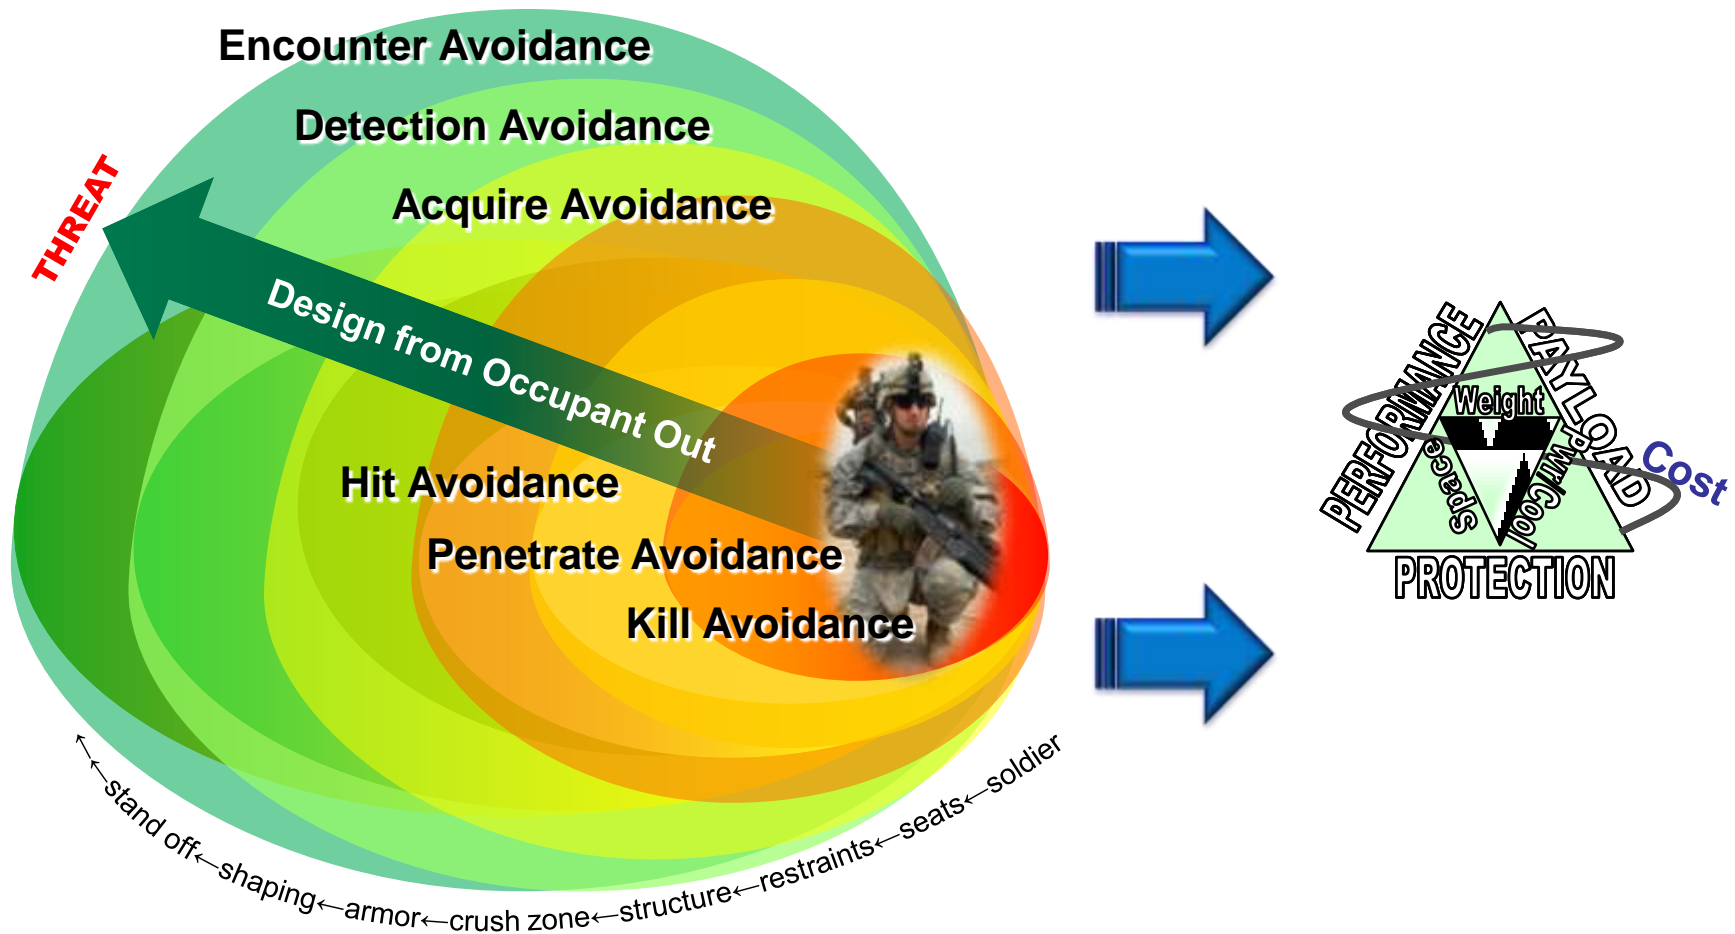 Encounter Avoidance
Detection Avoidance
Acquire Avoidance
THREAT
Design from Occupant Out
Hit Avoidance
Penetrate Avoidance
Kill Avoidance
←←stand off←shaping←armor←crush zone←structure←restraints←seats←soldier
PERFORMANCE
PAYLOAD
Weight
Space
Pwr/Cool
Cost
PROTECTION